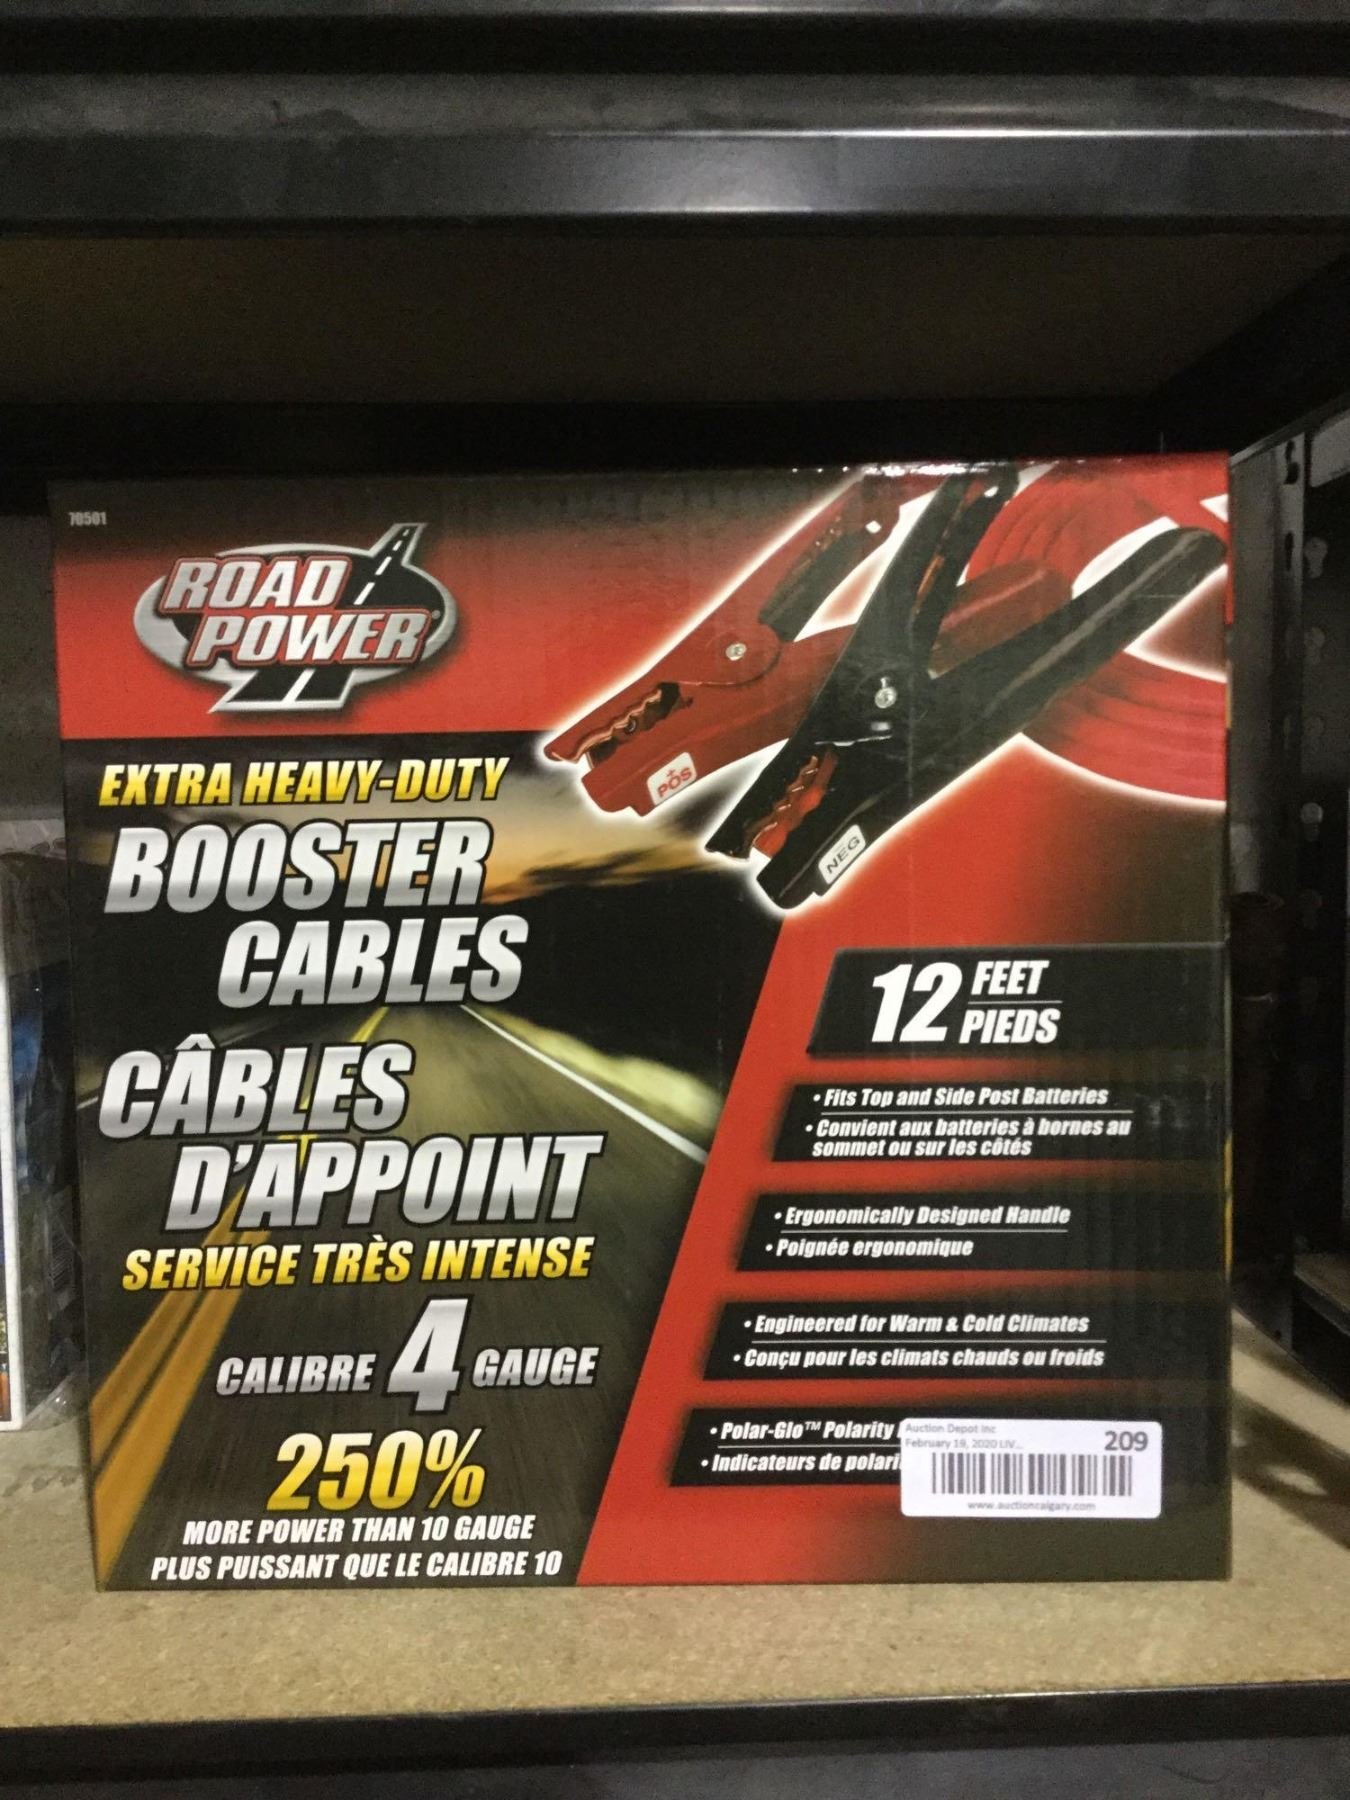 70501
ROAD
POWER
EXTRA HEAVY-DUTY
BOOSTER
CABLES
CÂBLES
D'APPOINT
SERVICE TRÈS INTENSE
CALIBRE 4 GAUGE
250%
MORE POWER THAN 10 GAUGE
PLUS PUISSANT QUE LE CALIBRE 10
+
POS
NEG
12 FEET
PIEDS
• Fits Top and Side Post Batteries
• Convient aux batteries à bornes au
sommet ou sur les côtés
• Ergonomically Designed Handle
• Poignée ergonomique
• Engineered for Warm & Cold Climates
• Conçu pour les climats chauds ou froids
• Polar-Glo™ Polarity
• Indicateurs de
Auction Depot Inc
February 19, 2020 LIV...
209
www.auctioncalgary.com